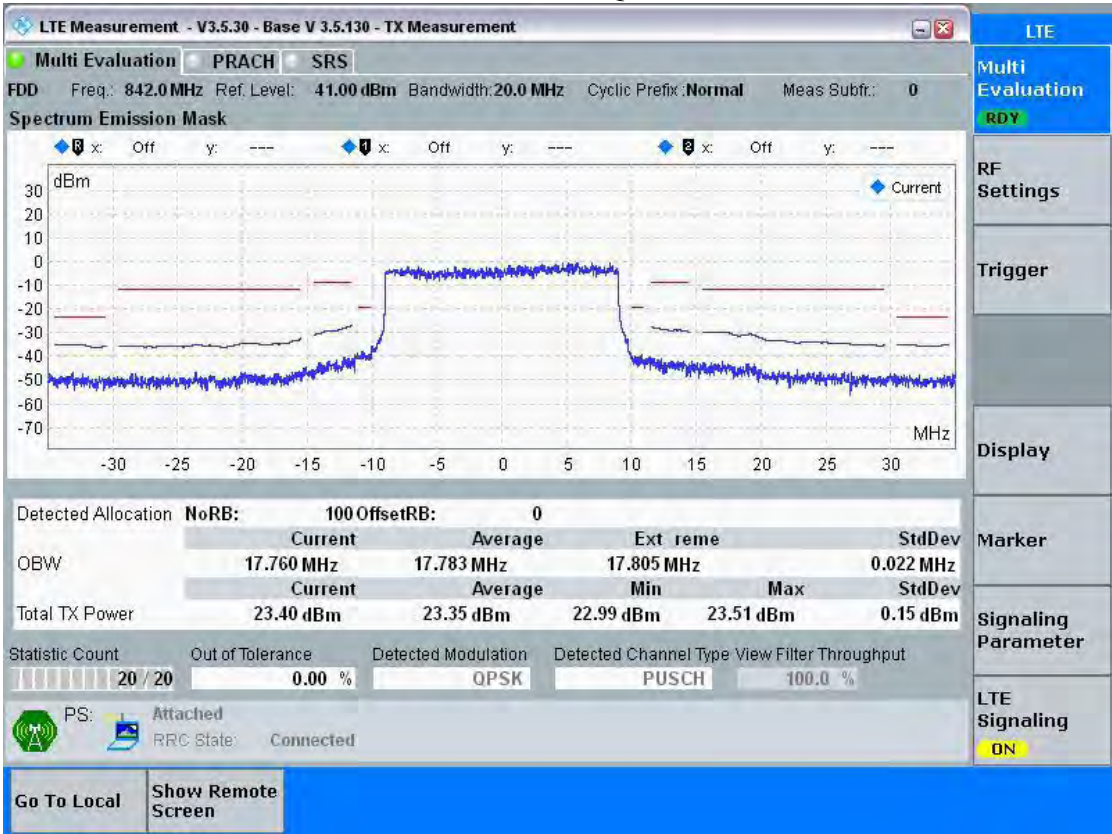 LTE Measurement - V3.5.30 - Base V 3.5.130 - TX Measurement
LTE
Multi Evaluation PRACH SRS
Multi
Evaluation
RDY
FDD Freq.: 842.0 MHz Ref. Level: 41.00 dBm Bandwidth: 20.0 MHz Cyclic Prefix :Normal Meas Subfr.: 0
Spectrum Emission Mask
R x: Off y: --- 1 x: Off y: --- 2 x: Off y: ---
dBm
Current
30
20
10
0
-10
-20
-30
-40
-50
-60
-70
MHz
-30 -25 -20 -15 -10 -5 0 5 10 15 20 25 30
RF
Settings
Trigger
Display
Marker
Signaling
Parameter
LTE
Signaling
ON
Detected Allocation NoRB: 100 OffsetRB: 0
Current Average Ext reme StdDev
OBW 17.760 MHz 17.783 MHz 17.805 MHz 0.022 MHz
Current Average Min Max StdDev
Total TX Power 23.40 dBm 23.35 dBm 22.99 dBm 23.51 dBm 0.15 dBm
Statistic Count Out of Tolerance Detected Modulation Detected Channel Type View Filter Throughput
20 / 20 0.00 % QPSK PUSCH 100.0 %
PS: Attached
RRC State: Connected
Go To Local
Show Remote
Screen